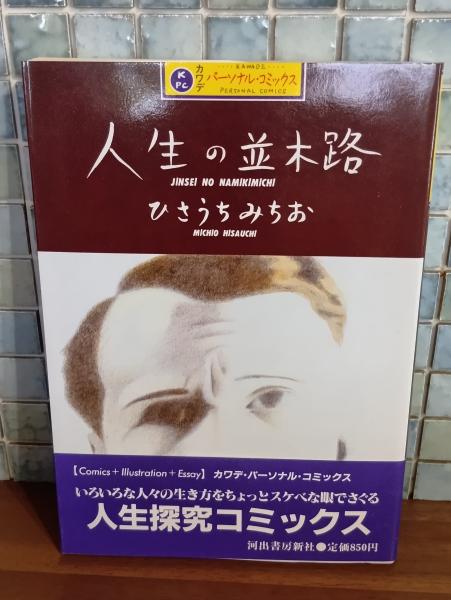 K
PC
カワデ
KAWADE
パーソナル・コミックス
PERSONAL COMICS
人生の並木路
JINSEI NO NAMIKIMICHI
ひさうちみちお
MICHIO HISAUCHI
【Comics+Illustration+Essay】 カワデ・パーソナル・コミックス
いろいろな人々の生き方をちょっとスケベな眼でさぐる
人生探究コミックス
河出書房新社●定価850円